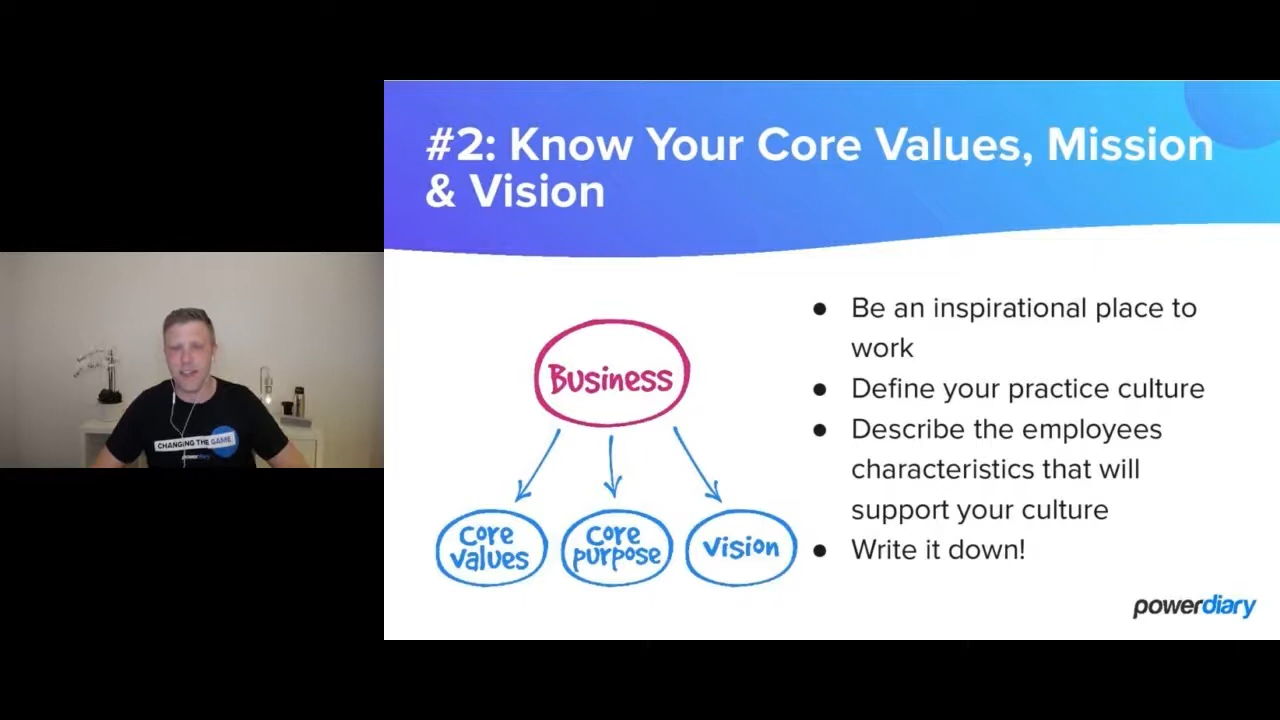 #2: Know Your Core Values, Mission
& Vision
Business
Core
values
Core
purpose
Vision
● Be an inspirational place to
work
● Define your practice culture
● Describe the employees
characteristics that will
support your culture
● Write it down!
powerdiary
CHANGING THE GAME
powerdiary